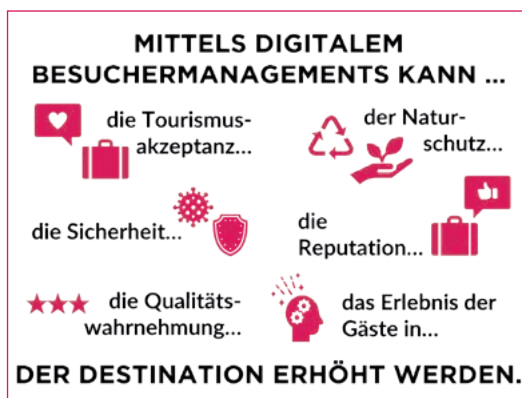 MITTELS DIGITALEM
BESUCHERMANAGEMENTS KANN ...
die Tourismus-
akzeptanz...
der Natur-
schutz...
die Sicherheit...
die
Reputation...
die Qualitäts-
wahrnehmung...
das Erlebnis der
Gäste in...
DER DESTINATION ERHÖHT WERDEN.